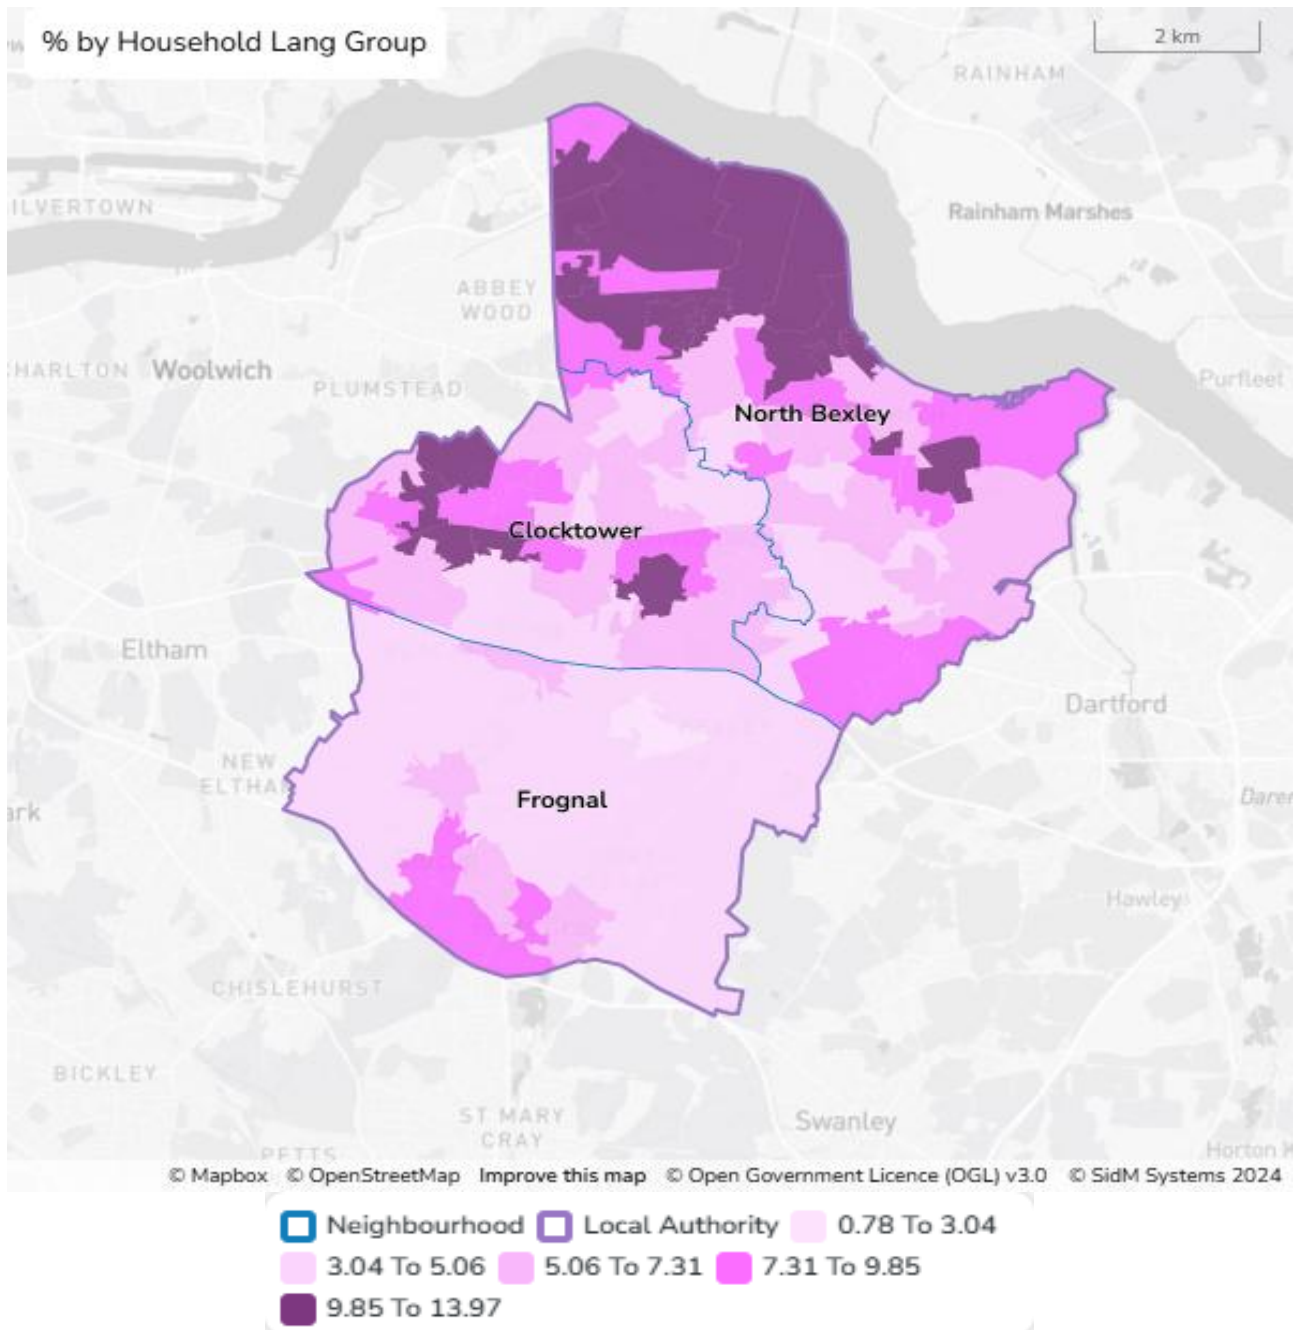 % by Household Lang Group
2 km
RAINHAM
ILVERTOWN
Rainham Marshes
ABBEY
WOOD
HARLTON
Woolwich
PLUMSTEAD
Purfleet
North Bexley
Clocktower
Eltham
Dartford
NEW
ELTHA
Frognal
ark
Daren
Hawley
CHISLEHURST
BICKLEY
ST MARY
CRAY
Swanley
PETTS
Horton K
© Mapbox © OpenStreetMap Improve this map © Open Government Licence (OGL) v3.0 © SidM Systems 2024
Neighbourhood Local Authority 0.78 To 3.04
3.04 To 5.06 5.06 To 7.31 7.31 To 9.85
9.85 To 13.97